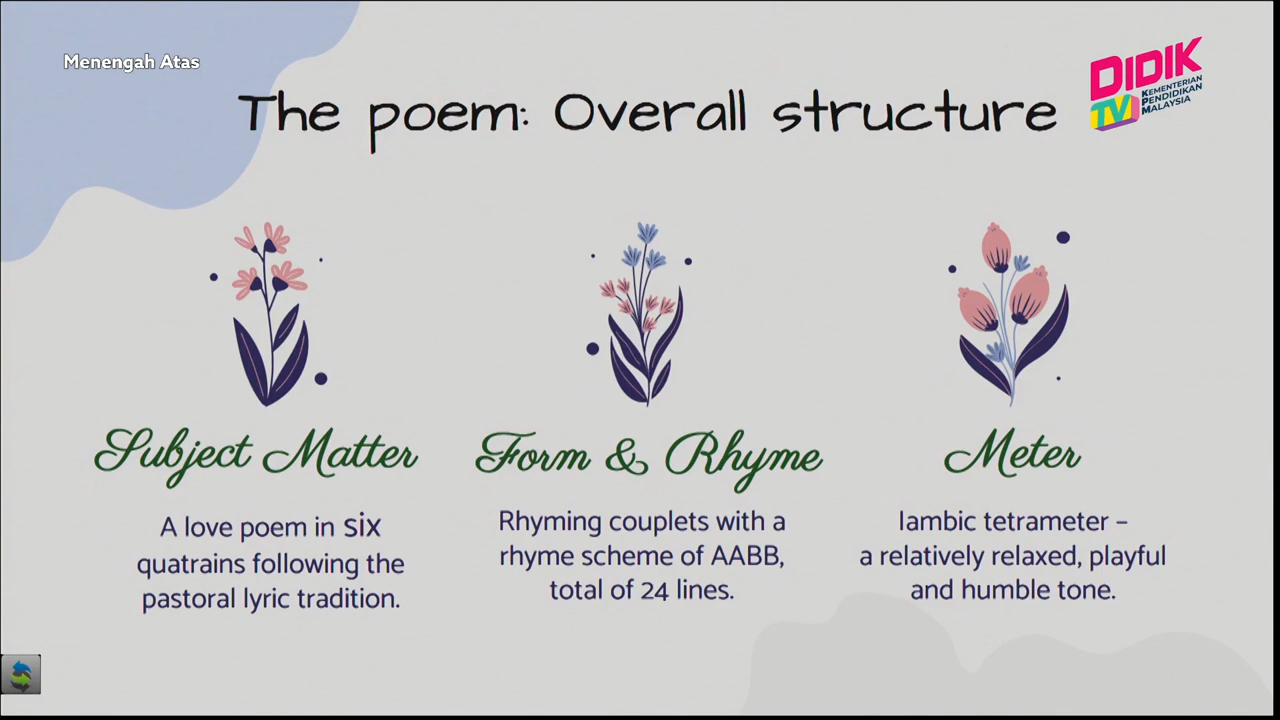 Menengah Atas
The poem: Overall structure
DIDIK
TV
KEMENTERIAN
PENDIDIKAN
MALAYSIA
Subject Matter
A love poem in six
quatrains following the
pastoral lyric tradition.
Form & Rhyme
Rhyming couplets with a
rhyme scheme of AABB,
total of 24 lines.
Meter
Iambic tetrameter –
a relatively relaxed, playful
and humble tone.